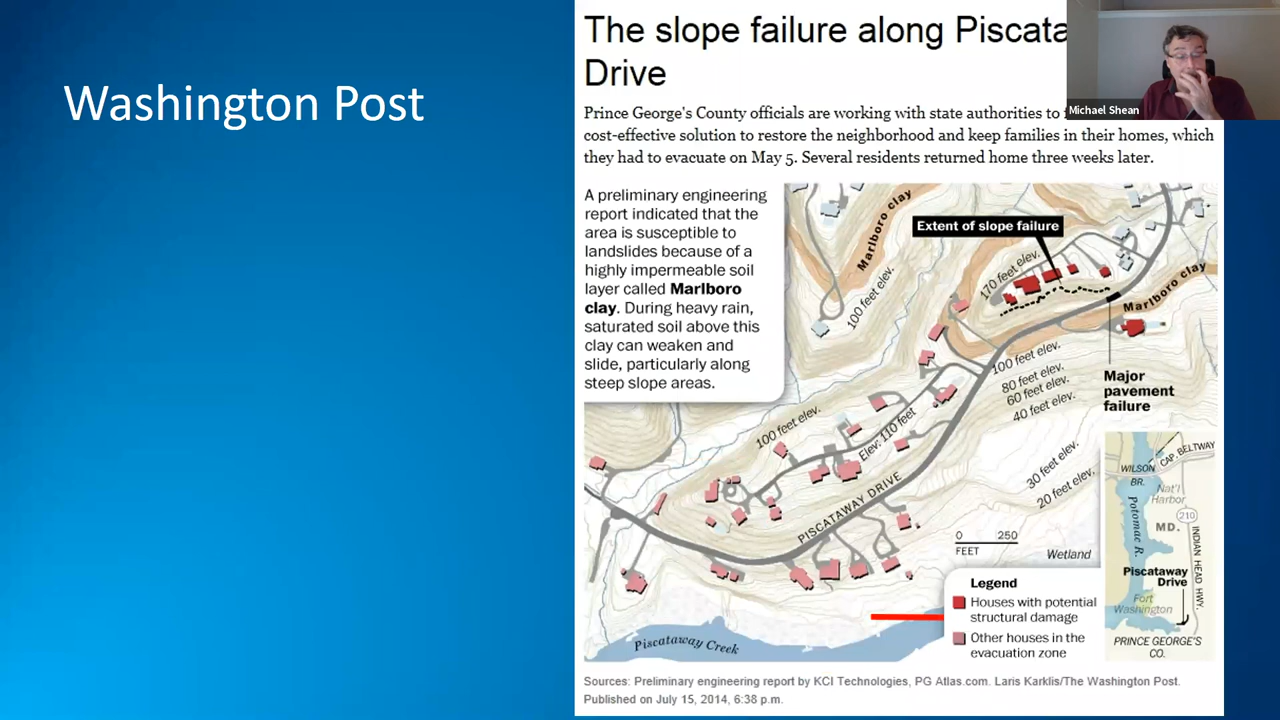 Washington Post
The slope failure along Piscata
Drive
Michael Shean
Prince George's County officials are working with state authorities to
cost-effective solution to restore the neighborhood and keep families in their homes, which
they had to evacuate on May 5. Several residents returned home three weeks later.
A preliminary engineering
report indicated that the
area is susceptible to
landslides because of a
highly impermeable soil
layer called Marlboro
clay. During heavy rain,
saturated soil above this
clay can weaken and
slide, particularly along
steep slope areas.
Marlboro clay
100 feet elev.
Extent of slope failure
170 feet elev.
Marlboro clay
100 feet elev.
80 feet elev.
60 feet elev.
40 feet elev.
Major
pavement
failure
100 feet elev.
Elev: 110 feet
30 feet elev.
20 feet elev.
PISCATAWAY DRIVE
0 250
FEET
Wetland
Piscataway Creek
Legend
Houses with potential
structural damage
Other houses in the
evacuation zone
CAP. BELTWAY
WILSON
BR.
Nat'l
Harbor
210
Potomac R.
MD.
INDIAN HEAD HWY.
Piscataway
Drive
Fort
Washington
PRINCE GEORGE'S
CO.
Sources: Preliminary engineering report by KCI Technologies, PG Atlas.com. Laris Karklis/The Washington Post.
Published on July 15, 2014, 6:38 p.m.